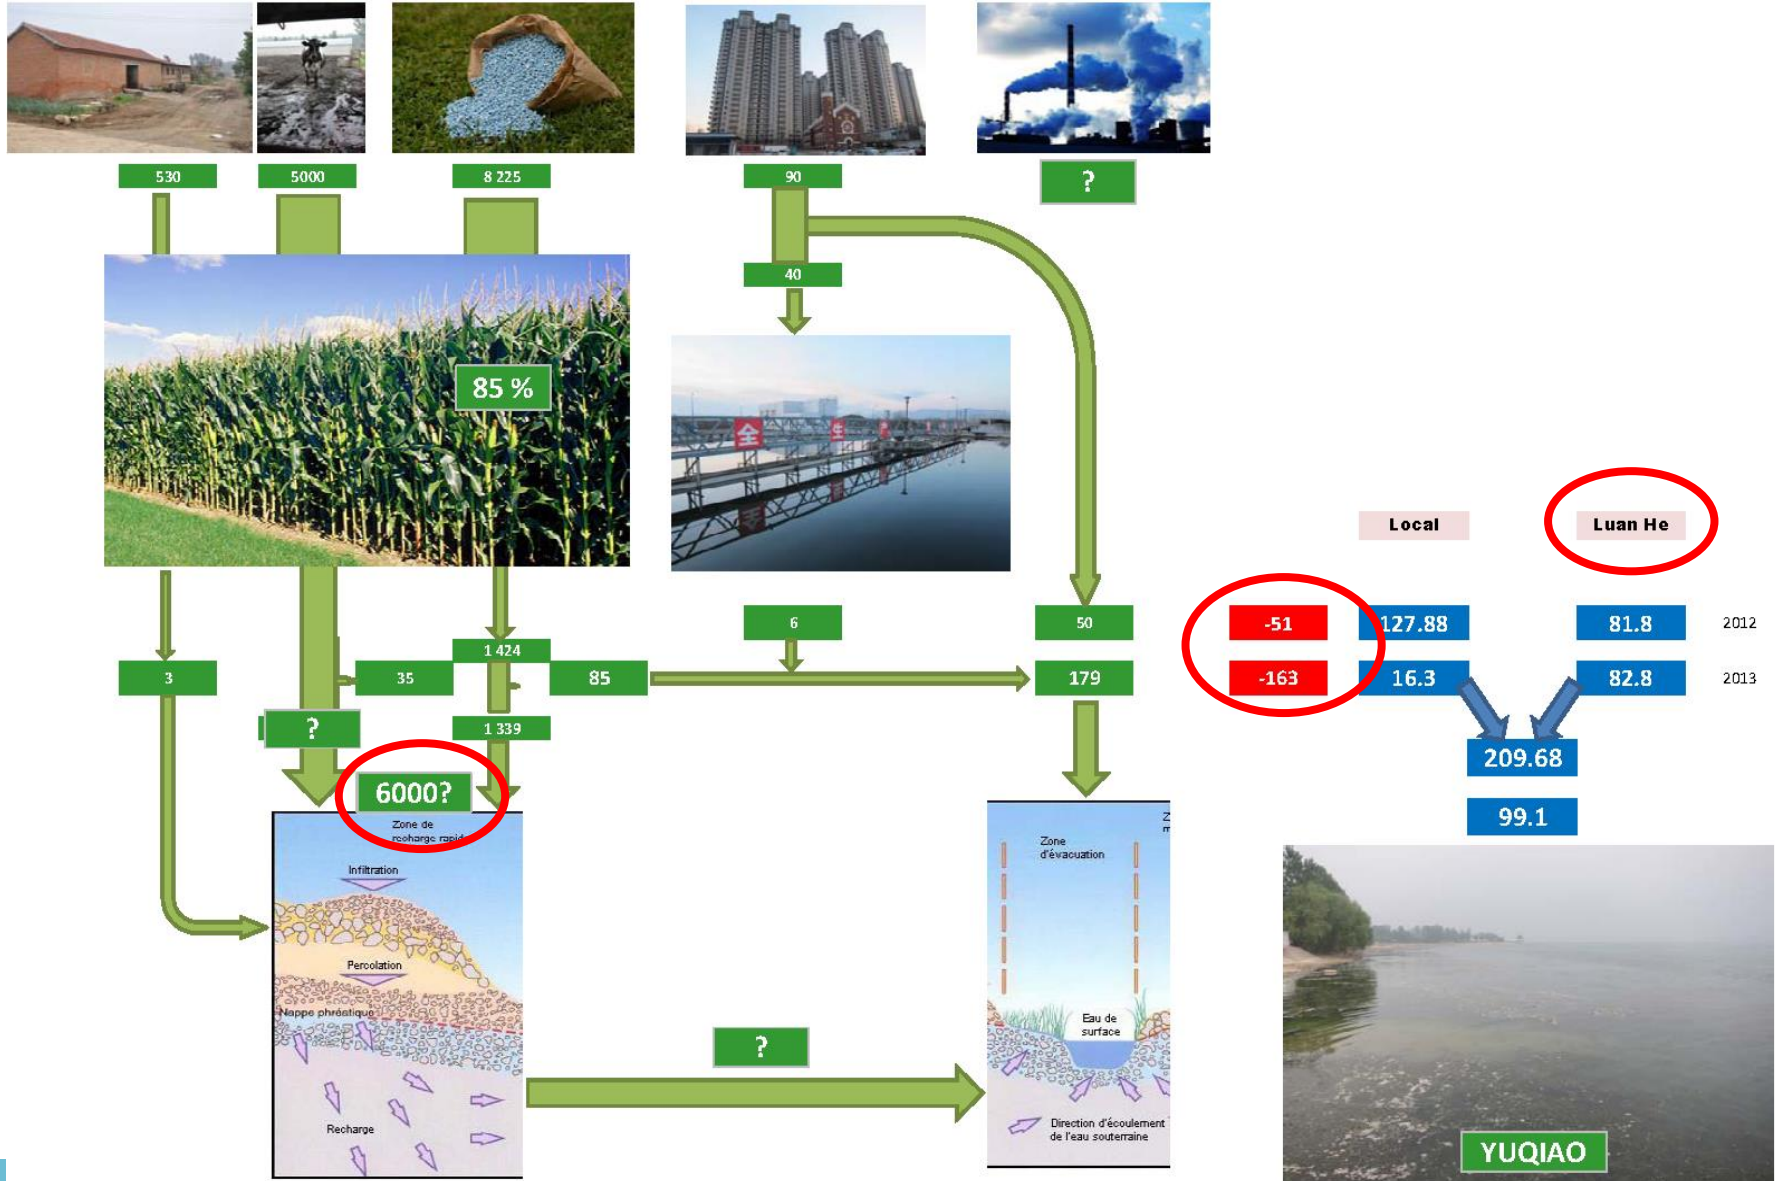 530
5000
8 225
90
?
40
85 %
全
生
产
Local
Luan He
6
50
-51
127.88
81.8
2012
1 424
3
35
85
179
-163
16.3
82.8
2013
?
1 339
209.68
6000?
99.1
Zone de
recharge rapid
Infiltration
Percolation
Nappe phréatique
Recharge
?
Z
m
Zone
d'évacuation
Eau de
surface
Direction d'écoulement
de l'eau souterraine
YUQIAO